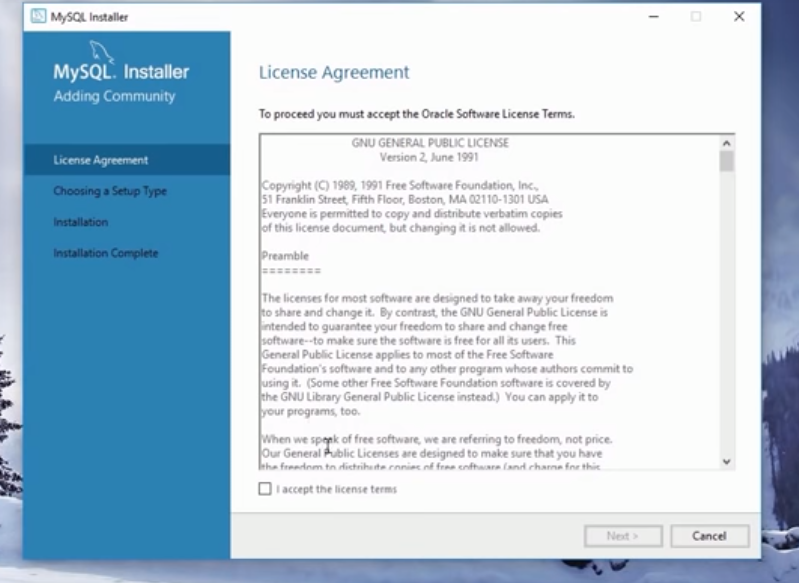 MySQL Installer
MySQL. Installer
Adding Community
License Agreement
Choosing a Setup Type
Installation
Installation Complete
License Agreement
To proceed you must accept the Oracle Software License Terms.
GNU GENERAL PUBLIC LICENSE
Version 2, June 1991
Copyright (C) 1989, 1991 Free Software Foundation, Inc.,
51 Franklin Street, Fifth Floor, Boston, MA 02110-1301 USA
Everyone is permitted to copy and distribute verbatim copies
of this license document, but changing it is not allowed.
Preamble
========
The licenses for most software are designed to take away your freedom
to share and change it.  By contrast, the GNU General Public License is
intended to guarantee your freedom to share and change free
software--to make sure the software is free for all its users.  This
General Public License applies to most of the Free Software
Foundation's software and to any other program whose authors commit to
using it.  (Some other Free Software Foundation software is covered by
the GNU Library General Public License instead.)  You can apply it to
your programs, too.
When we speak of free software, we are referring to freedom, not price.
Our General Public Licenses are designed to make sure that you have
the freedom to distribute copies of free software (and charge for this
I accept the license terms
Next >
Cancel